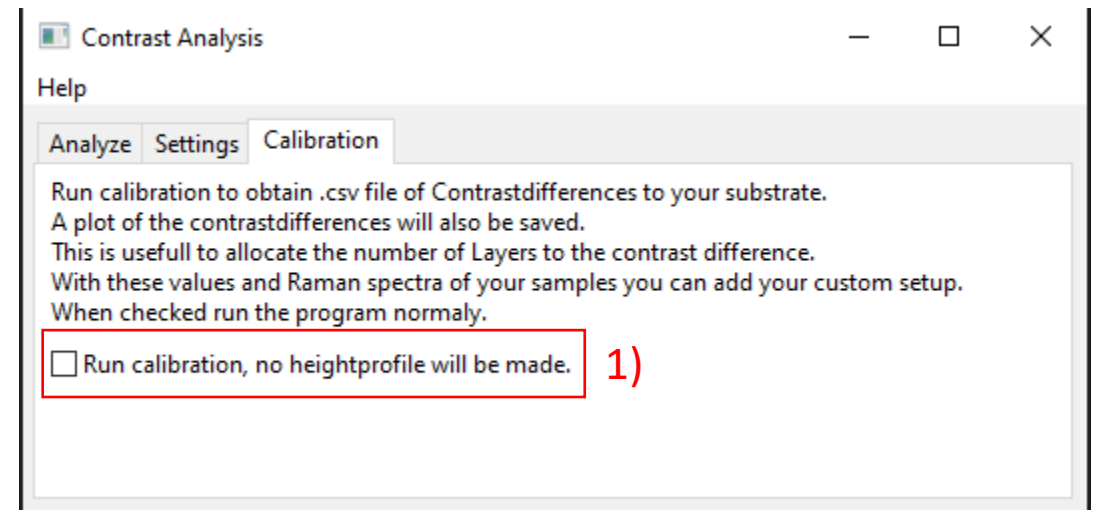 Contrast Analysis
Help
Analyze Settings Calibration
Run calibration to obtain .csv file of Contrastdifferences to your substrate.
A plot of the contrastdifferences will also be saved.
This is usefull to allocate the number of Layers to the contrast difference.
With these values and Raman spectra of your samples you can add your custom setup.
When checked run the program normaly.
Run calibration, no heightprofile will be made. 1)